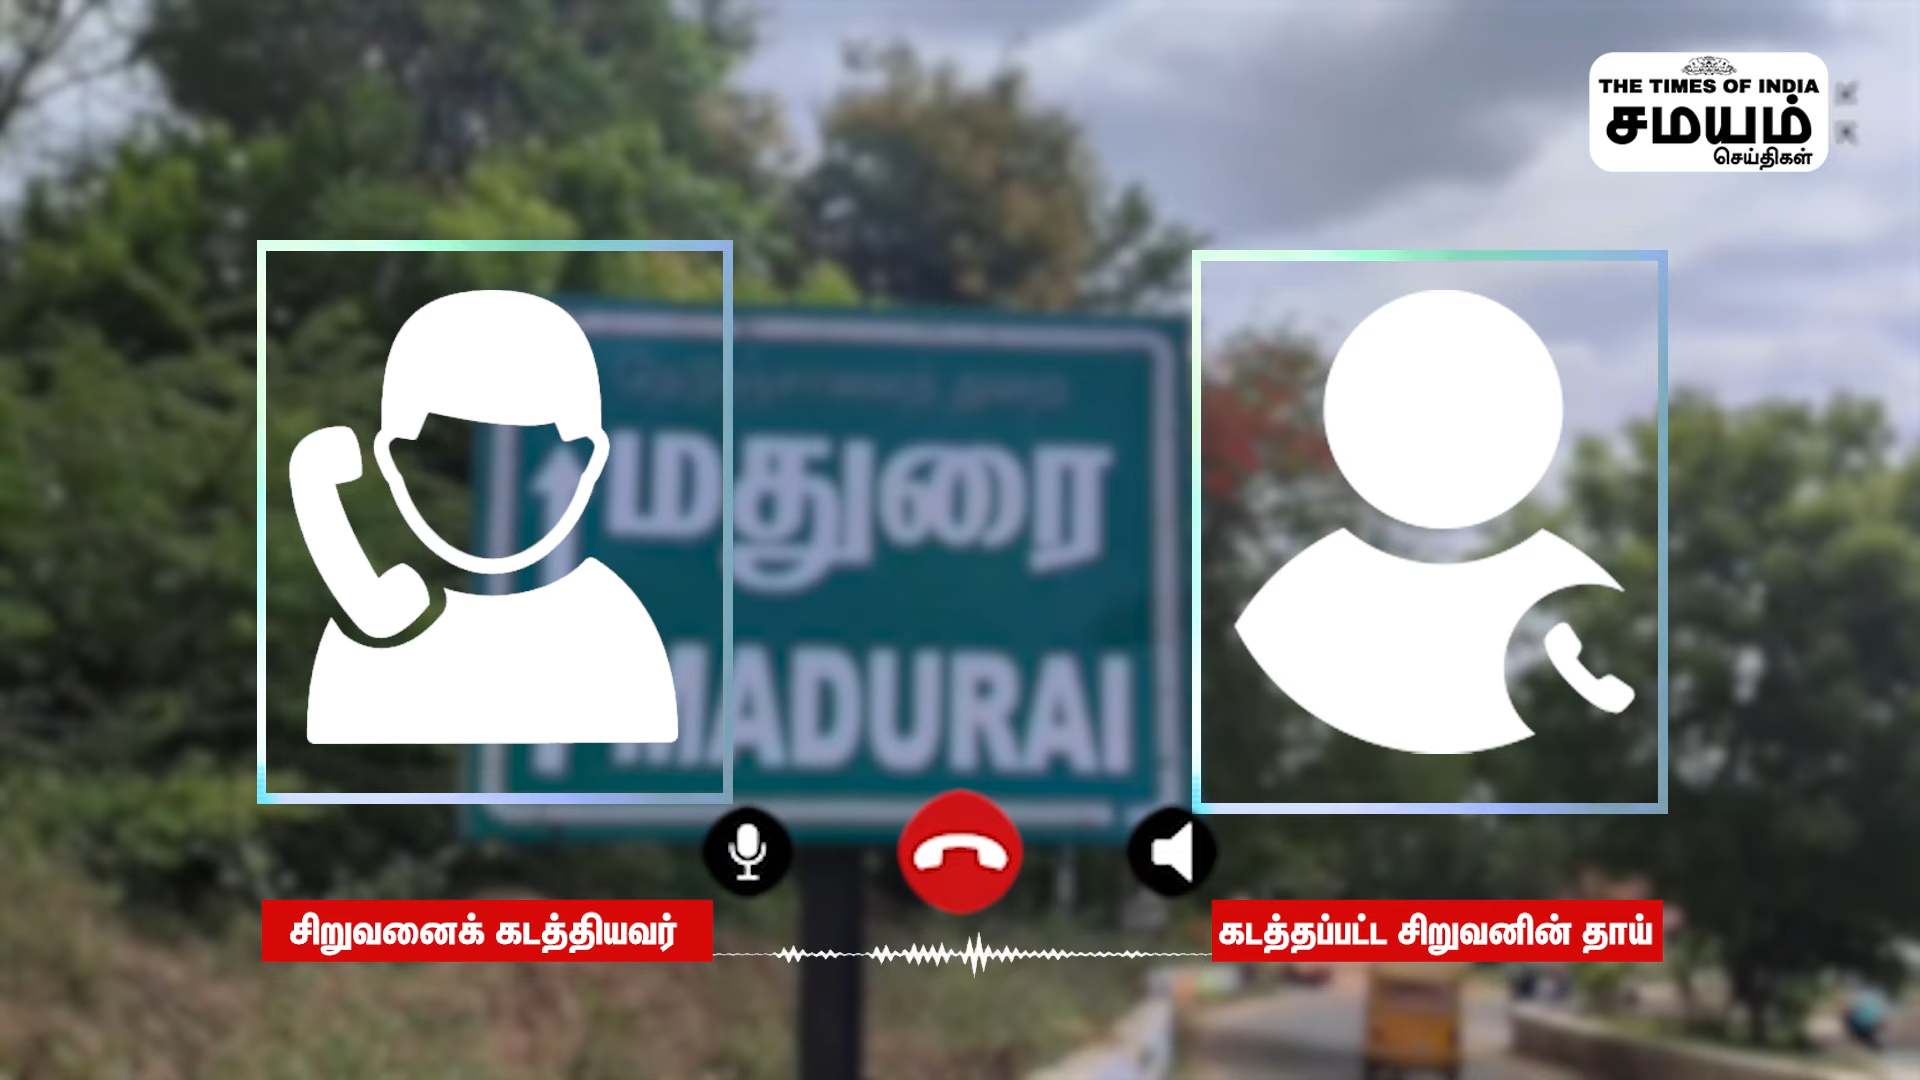 THE TIMES OF INDIA
சமயம்
செய்திகள்
மதுரை
MADURAI
சிறுவனைக் கடத்தியவர்
கடத்தப்பட்ட சிறுவனின் தாய்